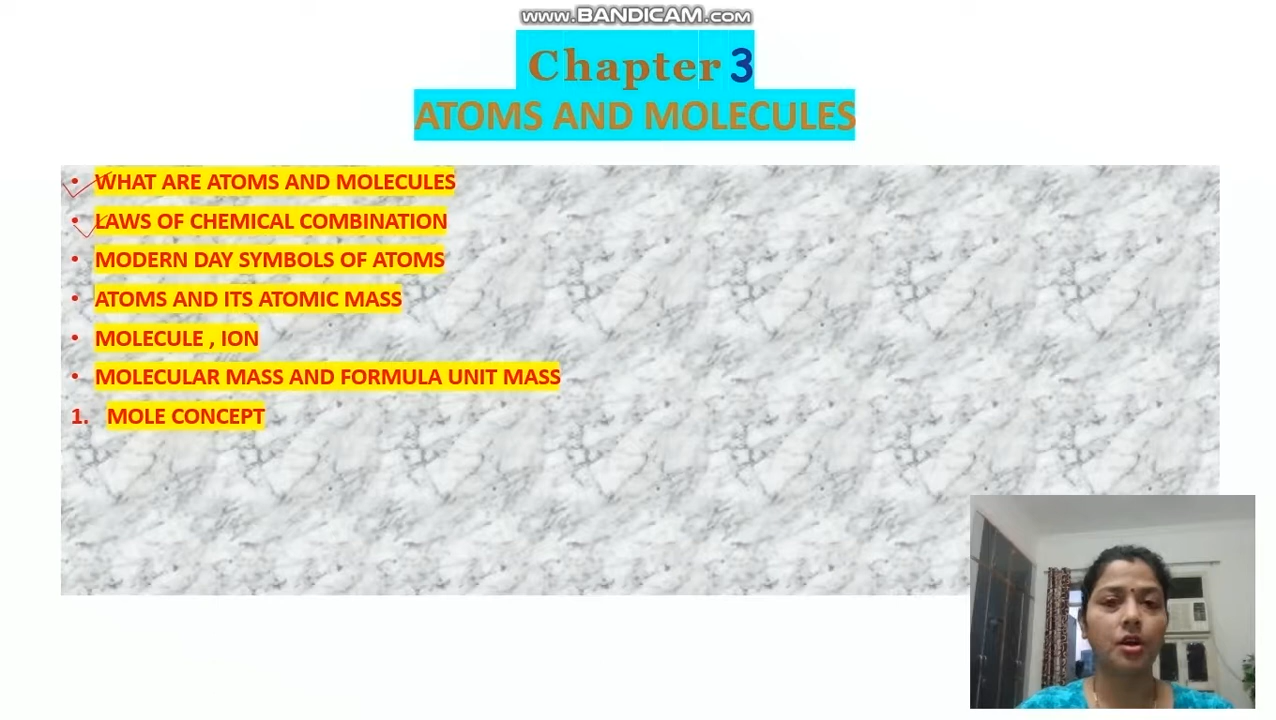 www.BANDICAM.com
Chapter 3
ATOMS AND MOLECULES
• WHAT ARE ATOMS AND MOLECULES
• LAWS OF CHEMICAL COMBINATION
• MODERN DAY SYMBOLS OF ATOMS
• ATOMS AND ITS ATOMIC MASS
• MOLECULE , ION
• MOLECULAR MASS AND FORMULA UNIT MASS
1. MOLE CONCEPT